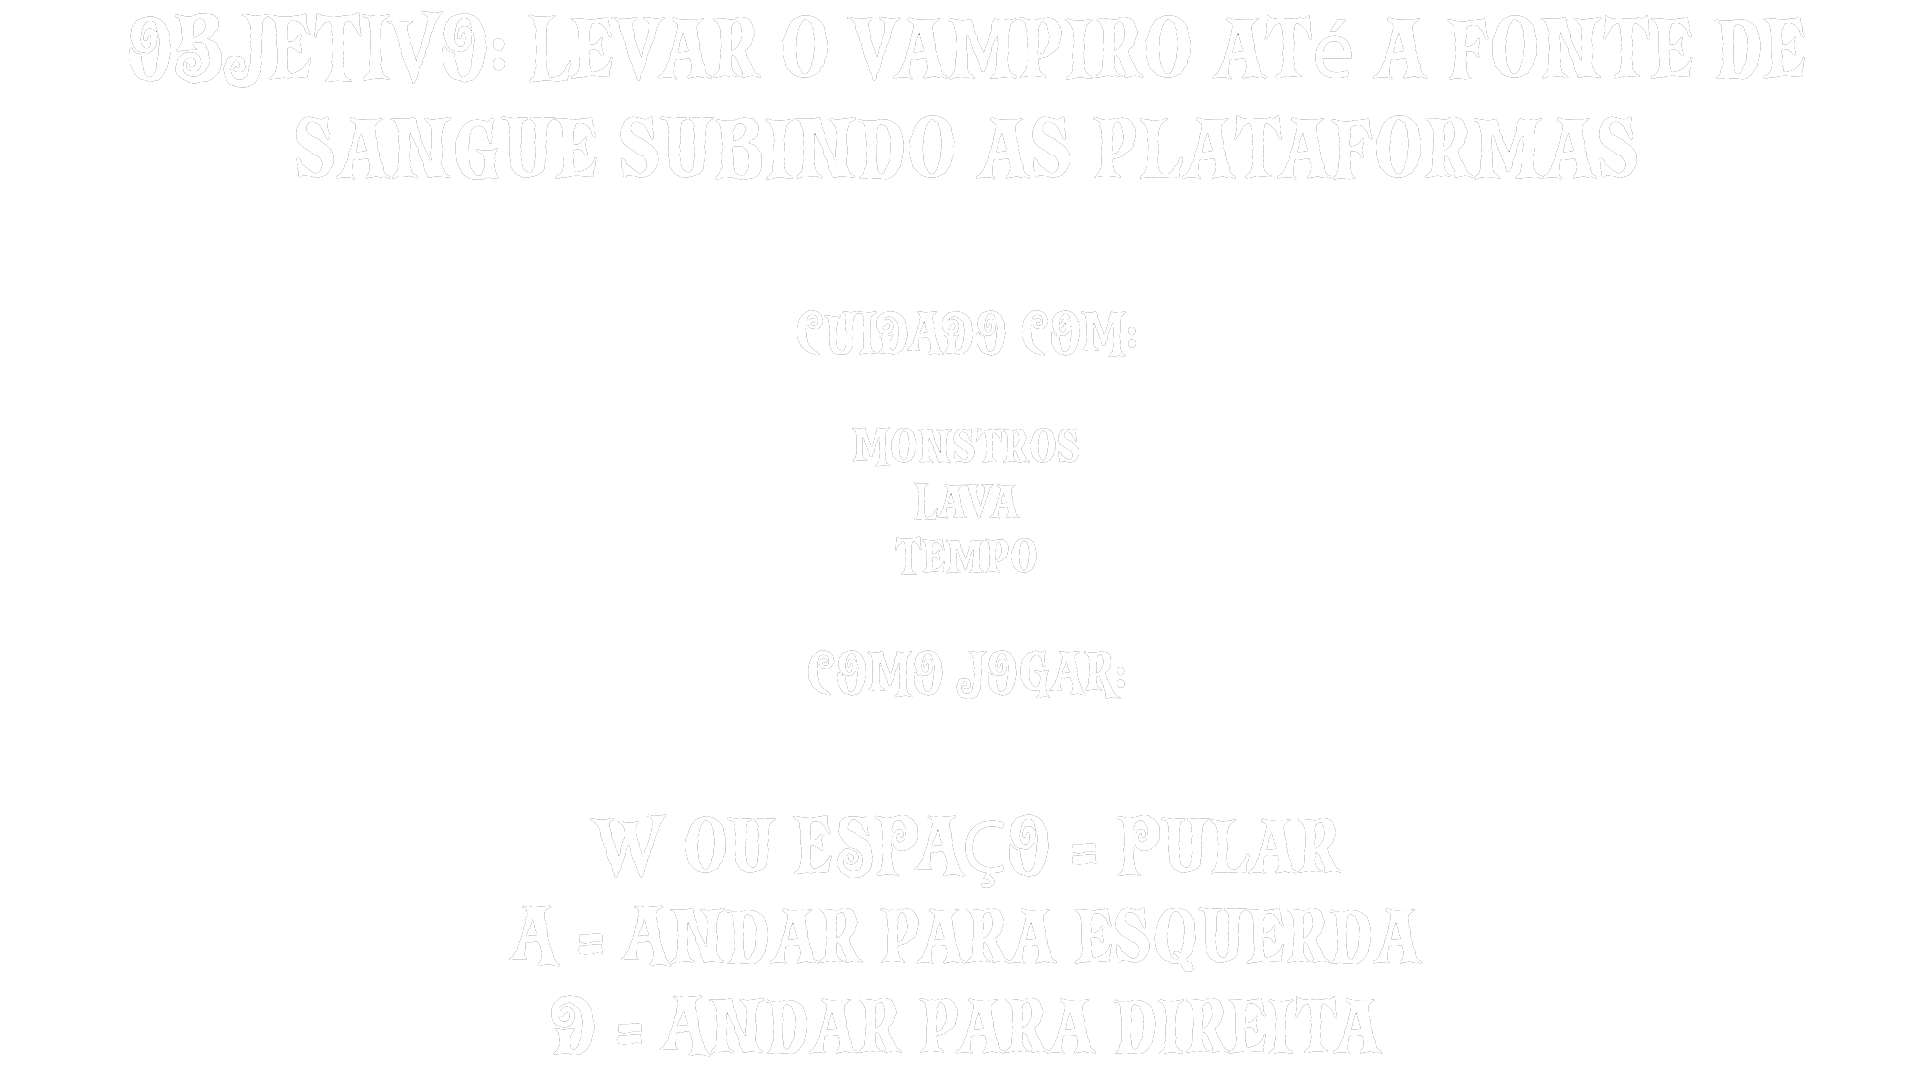 OBJETIVO: LEVAR O VAMPIRO ATé A FONTE DE
SANGUE SUBINDO AS PLATAFORMAS
CUIDADO COM:
MONSTROS
LAVA
TEMPO
COMO JOGAR:
W OU ESPAÇO = PULAR
A = ANDAR PARA ESQUERDA
D = ANDAR PARA DIREITA